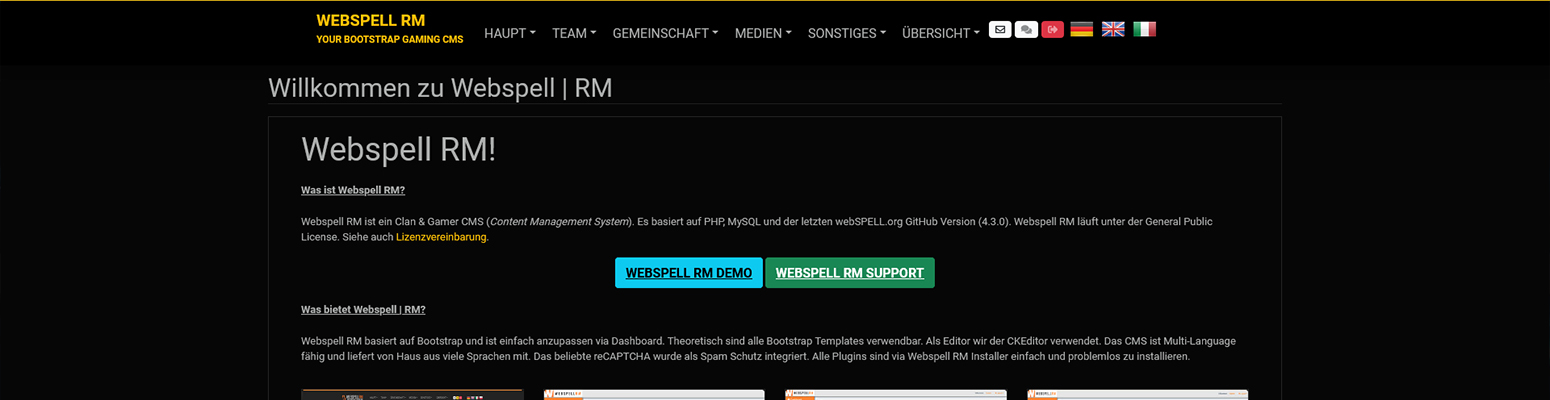 WEBSPELL RM
YOUR BOOTSTRAP GAMING CMS
HAUPT TEAM GEMEINSCHAFT MEDIEN SONSTIGES ÜBERSICHT
Willkommen zu Webspell | RM
Webspell RM!
Was ist Webspell RM?
Webspell RM ist ein Clan & Gamer CMS (Content Management System). Es basiert auf PHP, MySQL und der letzten webSPELL.org GitHub Version (4.3.0). Webspell RM läuft unter der General Public
License. Siehe auch Lizenzvereinbarung.
WEBSPELL RM DEMO WEBSPELL RM SUPPORT
Was bietet Webspell | RM?
Webspell RM basiert auf Bootstrap und ist einfach anzupassen via Dashboard. Theoretisch sind alle Bootstrap Templates verwendbar. Als Editor wir der CKEditor verwendet. Das CMS ist Multi-Language
fähig und liefert von Haus aus viele Sprachen mit. Das beliebte reCAPTCHA wurde als Spam Schutz integriert. Alle Plugins sind via Webspell RM Installer einfach und problemlos zu installieren.